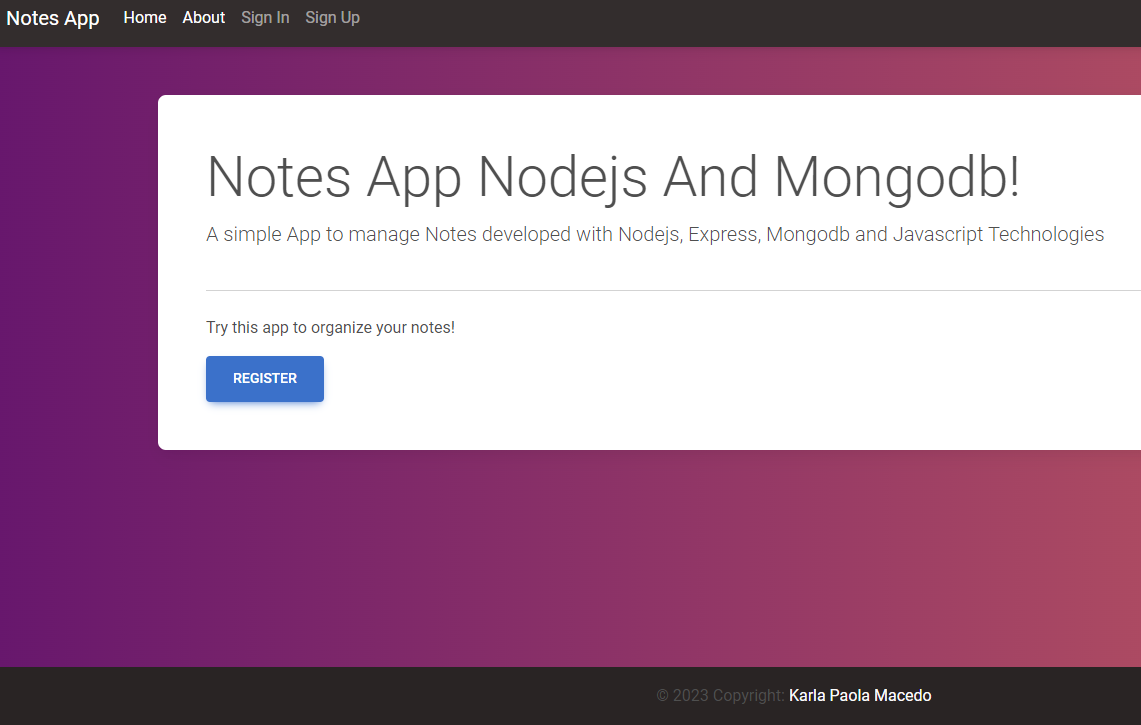 Notes App Home About Sign In Sign Up
Notes App Nodejs And Mongodb!
A simple App to manage Notes developed with Nodejs, Express, Mongodb and Javascript Technologies
Try this app to organize your notes!
REGISTER
© 2023 Copyright: Karla Paola Macedo